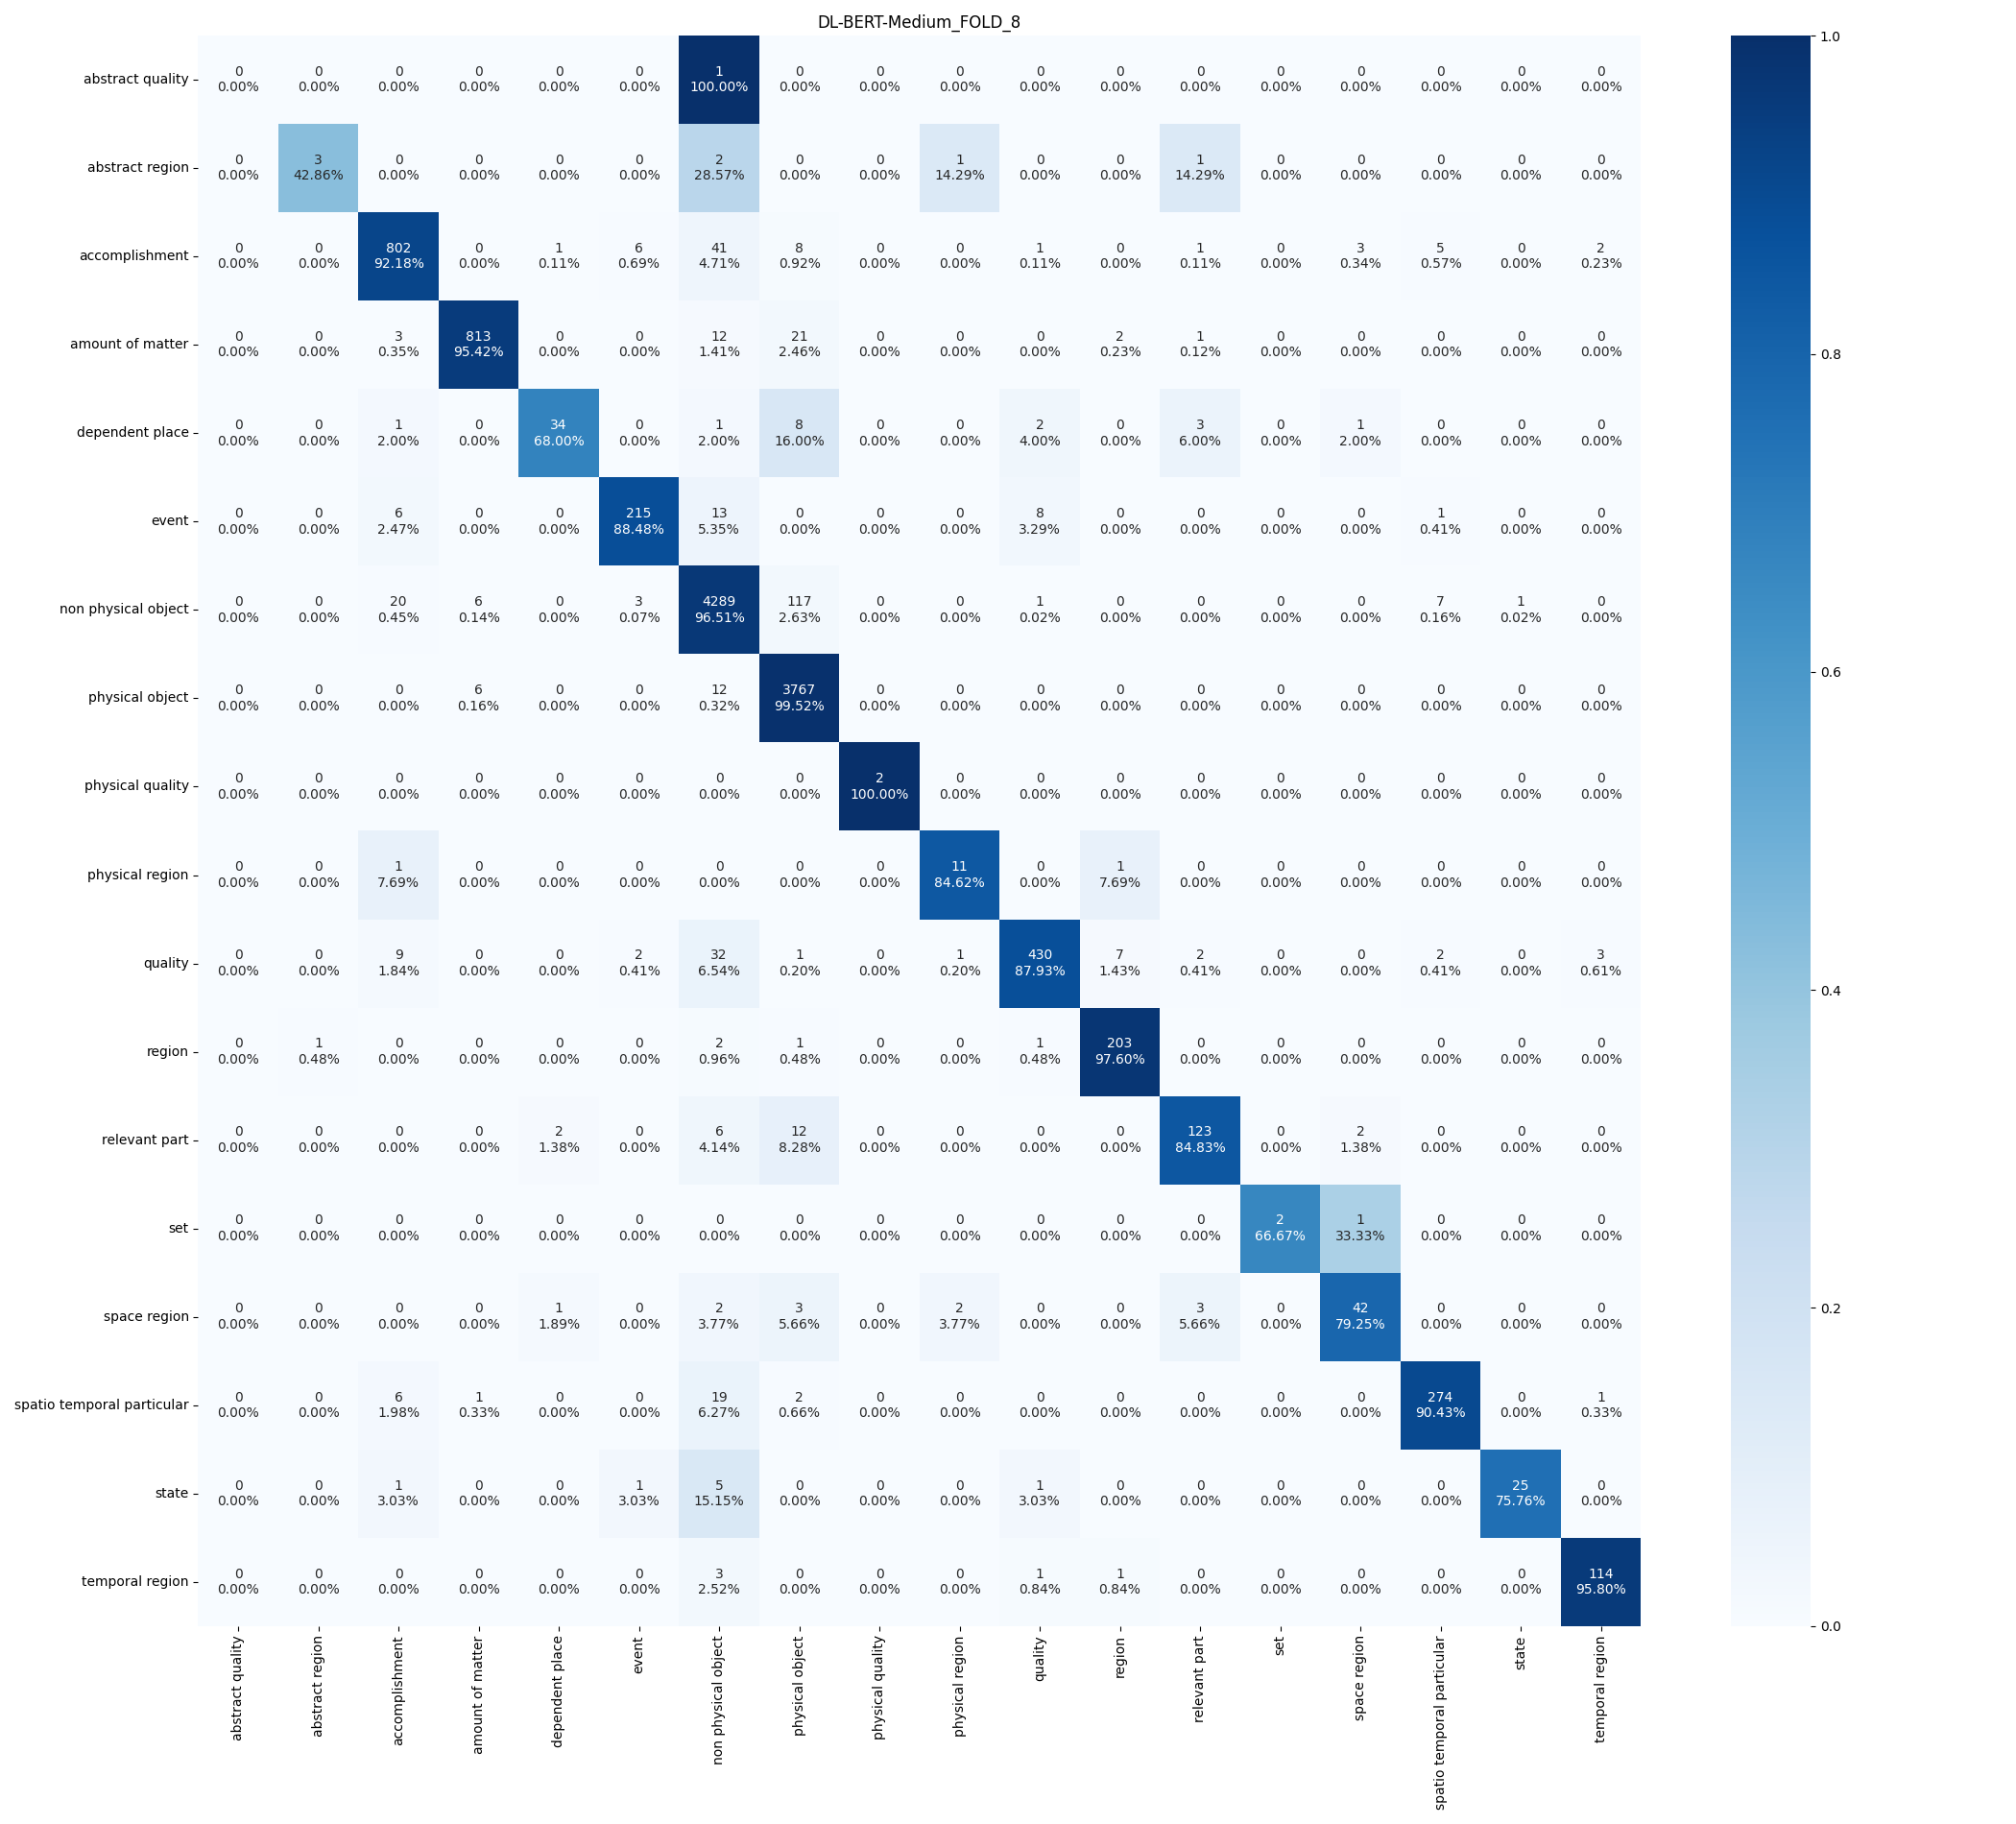 DL-BERT-Medium_FOLD_8
abstract quality 0 0 0 0 0 0 1 0 0 0 0 0 0 0 0 0 0 0
0.00% 0.00% 0.00% 0.00% 0.00% 0.00% 100.00% 0.00% 0.00% 0.00% 0.00% 0.00% 0.00% 0.00% 0.00% 0.00% 0.00% 0.00%
abstract region 0 3 0 0 0 0 2 0 0 1 0 0 1 0 0 0 0 0
0.00% 42.86% 0.00% 0.00% 0.00% 0.00% 28.57% 0.00% 0.00% 14.29% 0.00% 0.00% 14.29% 0.00% 0.00% 0.00% 0.00% 0.00%
accomplishment 0 0 802 0 1 6 41 8 0 0 1 0 1 0 3 5 0 2
0.00% 0.00% 92.18% 0.00% 0.11% 0.69% 4.71% 0.92% 0.00% 0.00% 0.11% 0.00% 0.11% 0.00% 0.34% 0.57% 0.00% 0.23%
amount of matter 0 0 3 813 0 0 12 21 0 0 0 2 1 0 0 0 0 0
0.00% 0.00% 0.35% 95.42% 0.00% 0.00% 1.41% 2.46% 0.00% 0.00% 0.00% 0.23% 0.12% 0.00% 0.00% 0.00% 0.00% 0.00%
dependent place 0 0 1 0 34 0 1 8 0 0 2 0 3 0 1 0 0 0
0.00% 0.00% 2.00% 0.00% 68.00% 0.00% 2.00% 16.00% 0.00% 0.00% 4.00% 0.00% 6.00% 0.00% 2.00% 0.00% 0.00% 0.00%
event 0 0 6 0 0 215 13 0 0 0 8 0 0 0 0 1 0 0
0.00% 0.00% 2.47% 0.00% 0.00% 88.48% 5.35% 0.00% 0.00% 0.00% 3.29% 0.00% 0.00% 0.00% 0.00% 0.41% 0.00% 0.00%
non physical object 0 0 20 6 0 3 4289 117 0 0 1 0 0 0 0 7 1 0
0.00% 0.00% 0.45% 0.14% 0.00% 0.07% 96.51% 2.63% 0.00% 0.00% 0.02% 0.00% 0.00% 0.00% 0.00% 0.16% 0.02% 0.00%
physical object 0 0 0 6 0 0 12 3767 0 0 0 0 0 0 0 0 0 0
0.00% 0.00% 0.00% 0.16% 0.00% 0.00% 0.32% 99.52% 0.00% 0.00% 0.00% 0.00% 0.00% 0.00% 0.00% 0.00% 0.00% 0.00%
physical quality 0 0 0 0 0 0 0 0 2 0 0 0 0 0 0 0 0 0
0.00% 0.00% 0.00% 0.00% 0.00% 0.00% 0.00% 0.00% 100.00% 0.00% 0.00% 0.00% 0.00% 0.00% 0.00% 0.00% 0.00% 0.00%
physical region 0 0 1 0 0 0 0 0 0 11 0 1 0 0 0 0 0 0
0.00% 0.00% 7.69% 0.00% 0.00% 0.00% 0.00% 0.00% 0.00% 84.62% 0.00% 7.69% 0.00% 0.00% 0.00% 0.00% 0.00% 0.00%
quality 0 0 9 0 0 2 32 1 0 1 430 7 2 0 0 2 0 3
0.00% 0.00% 1.84% 0.00% 0.00% 0.41% 6.54% 0.20% 0.00% 0.20% 87.93% 1.43% 0.41% 0.00% 0.00% 0.41% 0.00% 0.61%
region 0 1 0 0 0 0 2 1 0 0 1 203 0 0 0 0 0 0
0.00% 0.48% 0.00% 0.00% 0.00% 0.00% 0.96% 0.48% 0.00% 0.00% 0.48% 97.60% 0.00% 0.00% 0.00% 0.00% 0.00% 0.00%
relevant part 0 0 0 0 2 0 6 12 0 0 0 0 123 0 2 0 0 0
0.00% 0.00% 0.00% 0.00% 1.38% 0.00% 4.14% 8.28% 0.00% 0.00% 0.00% 0.00% 84.83% 0.00% 1.38% 0.00% 0.00% 0.00%
set 0 0 0 0 0 0 0 0 0 0 0 0 0 2 1 0 0 0
0.00% 0.00% 0.00% 0.00% 0.00% 0.00% 0.00% 0.00% 0.00% 0.00% 0.00% 0.00% 0.00% 66.67% 33.33% 0.00% 0.00% 0.00%
space region 0 0 0 0 1 0 2 3 0 2 0 0 3 0 42 0 0 0
0.00% 0.00% 0.00% 0.00% 1.89% 0.00% 3.77% 5.66% 0.00% 3.77% 0.00% 0.00% 5.66% 0.00% 79.25% 0.00% 0.00% 0.00%
spatio temporal particular 0 0 6 1 0 0 19 2 0 0 0 0 0 0 0 274 0 1
0.00% 0.00% 1.98% 0.33% 0.00% 0.00% 6.27% 0.66% 0.00% 0.00% 0.00% 0.00% 0.00% 0.00% 0.00% 90.43% 0.00% 0.33%
state 0 0 1 0 0 1 5 0 0 0 1 0 0 0 0 0 25 0
0.00% 0.00% 3.03% 0.00% 0.00% 3.03% 15.15% 0.00% 0.00% 0.00% 3.03% 0.00% 0.00% 0.00% 0.00% 0.00% 75.76% 0.00%
temporal region 0 0 0 0 0 0 3 0 0 0 1 1 0 0 0 0 0 114
0.00% 0.00% 0.00% 0.00% 0.00% 0.00% 2.52% 0.00% 0.00% 0.00% 0.84% 0.84% 0.00% 0.00% 0.00% 0.00% 0.00% 95.80%
abstract quality
abstract region
accomplishment
amount of matter
dependent place
event
non physical object
physical object
physical quality
physical region
quality
region
relevant part
set
space region
spatio temporal particular
state
temporal region
1.0
0.8
0.6
0.4
0.2
0.0